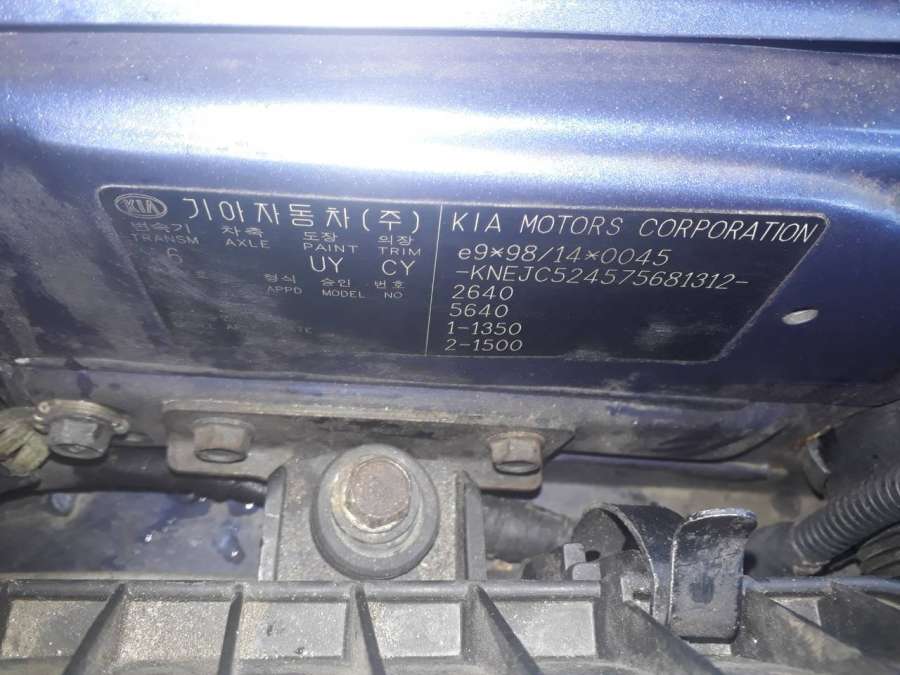 KIA 기아자동차(주)
변속기 차축 도장 의장
TRANSM AXLE PAINT TRIM
6 UY CY
형식 승인 번호
APPD MODEL NO
KIA MOTORS CORPORATION
e9*98/14*0045
-KNEJC524575681312-
2640
5640
1-1350
2-1500